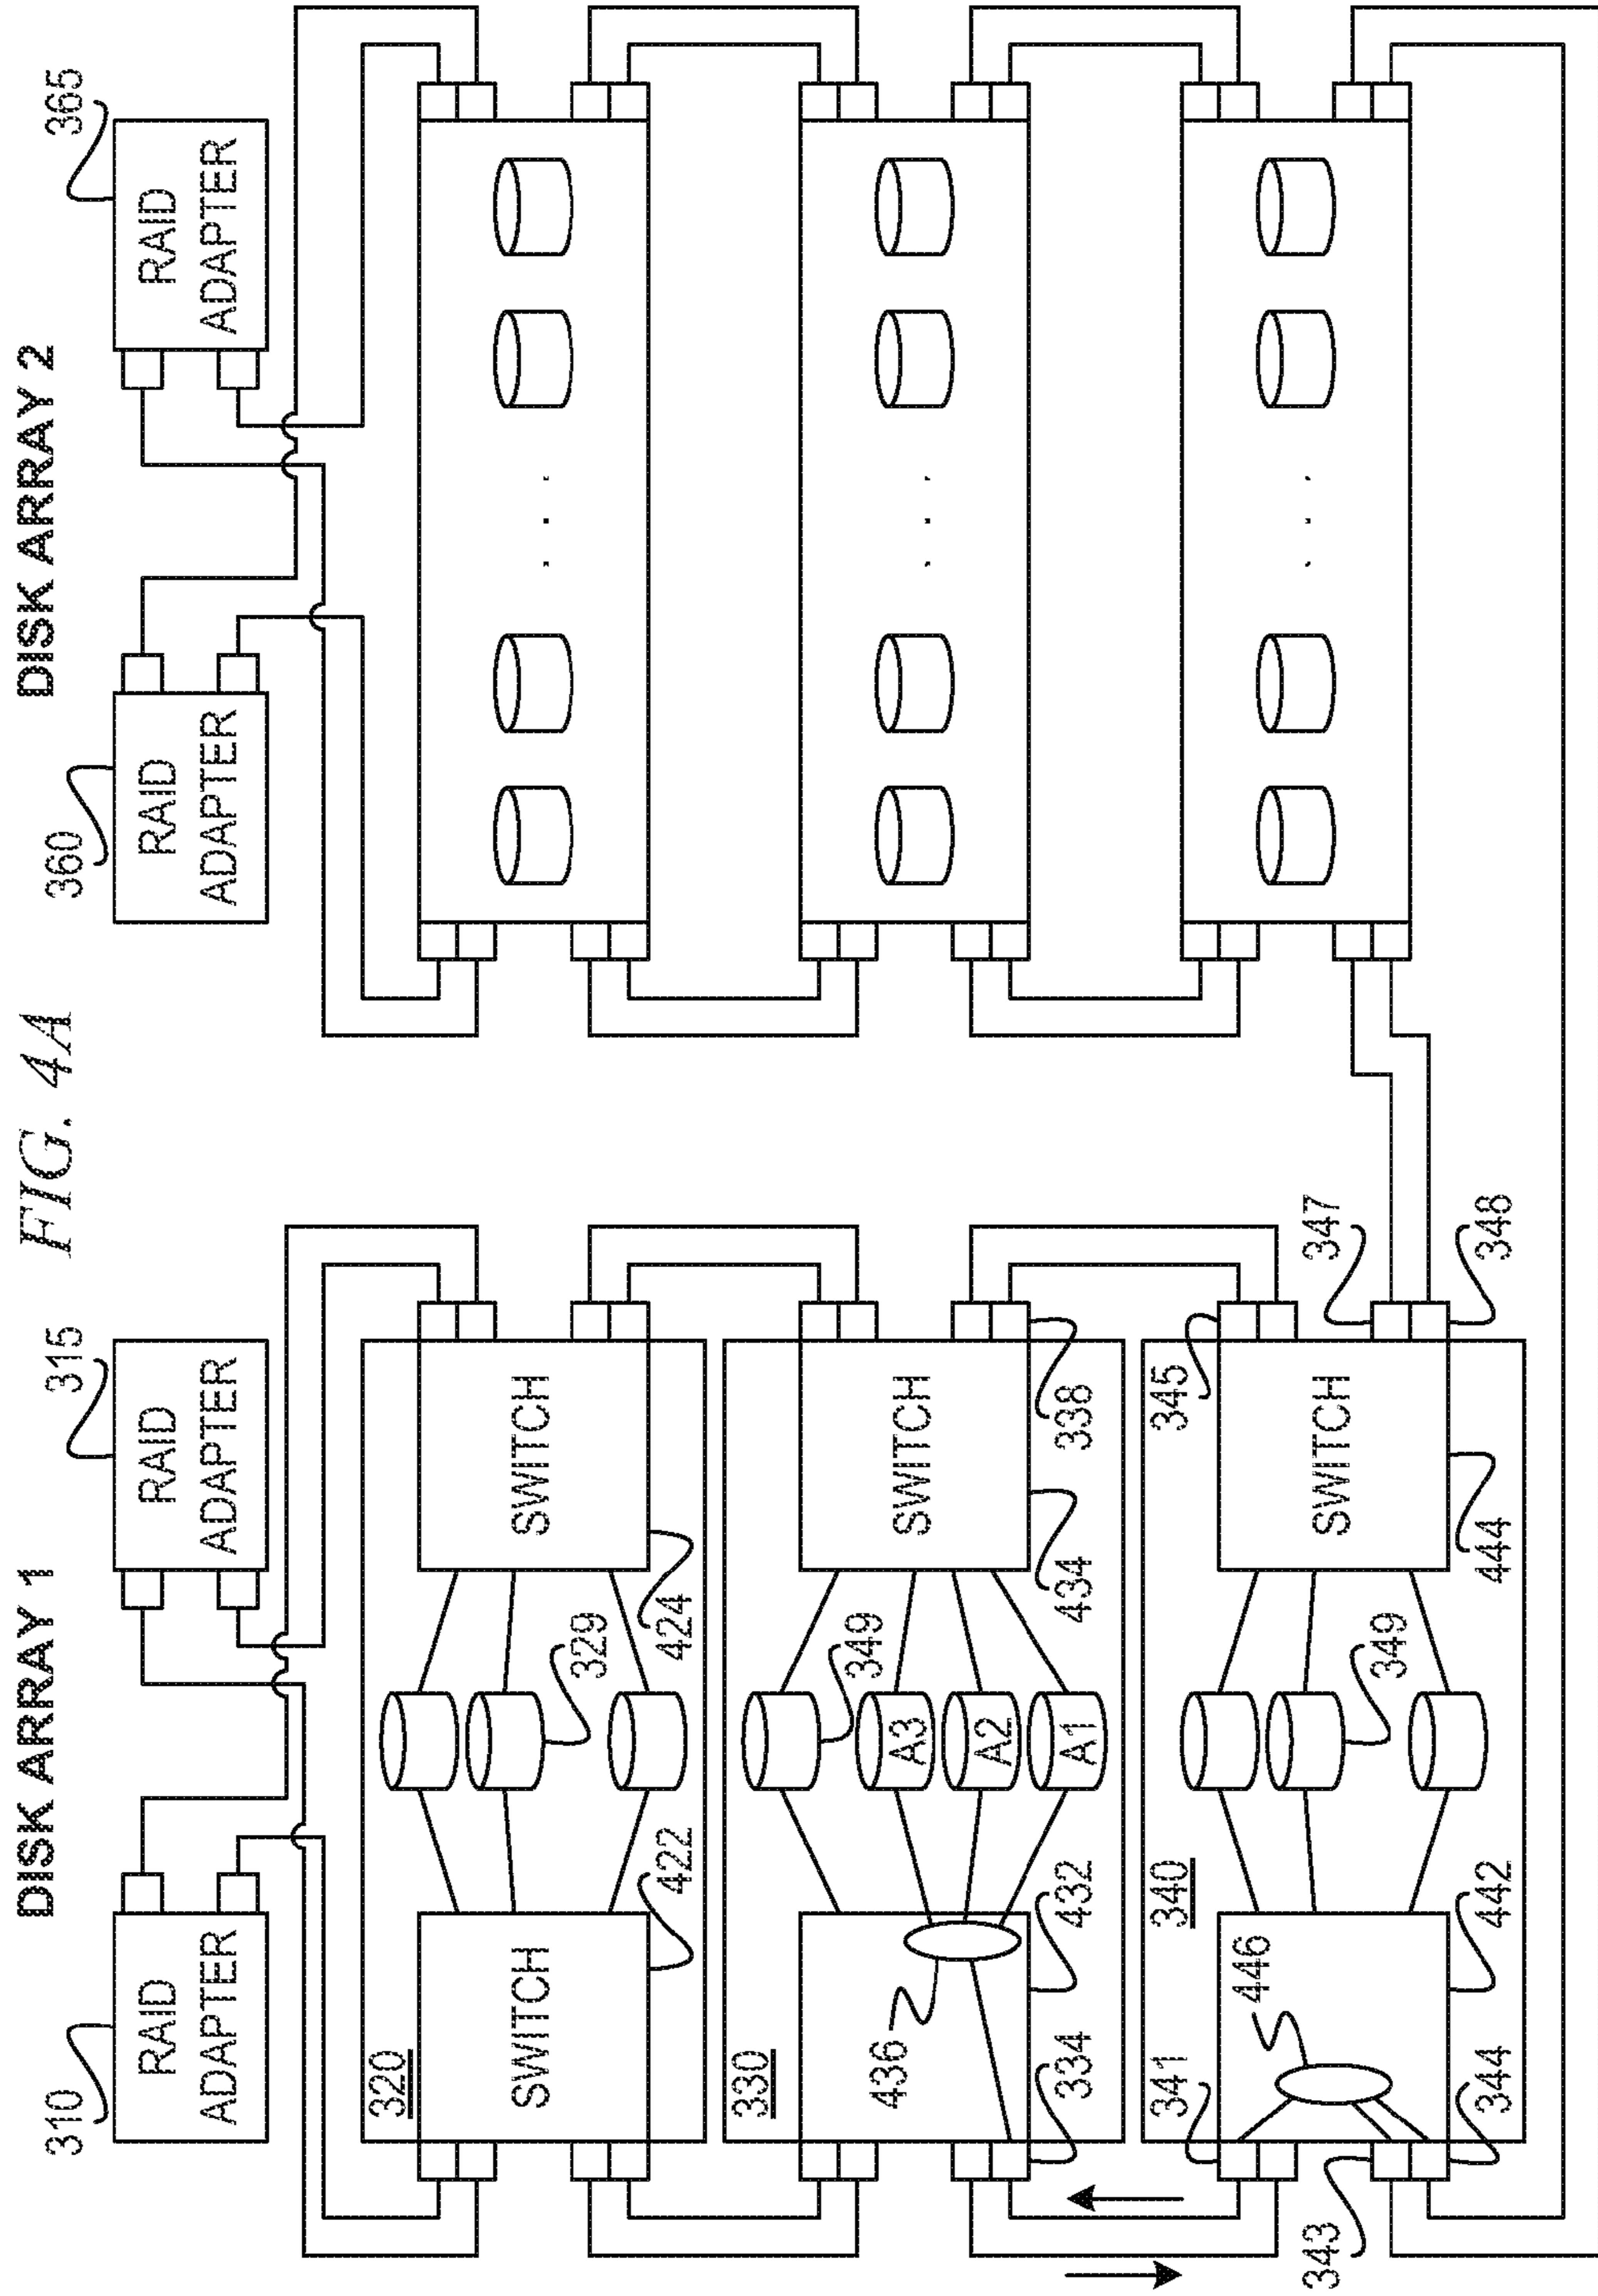 FIG. 4A
DISK ARRAY 1
DISK ARRAY 2
310
RAID
ADAPTER
315
RAID
ADAPTER
360
RAID
ADAPTER
365
RAID
ADAPTER
320
SWITCH
422
329
SWITCH
424
330
436
334
432
349
A3
A2
A1
SWITCH
434
338
340
341
446
343
344
442
349
SWITCH
444
345
347
348
. . .
. . .
. . .